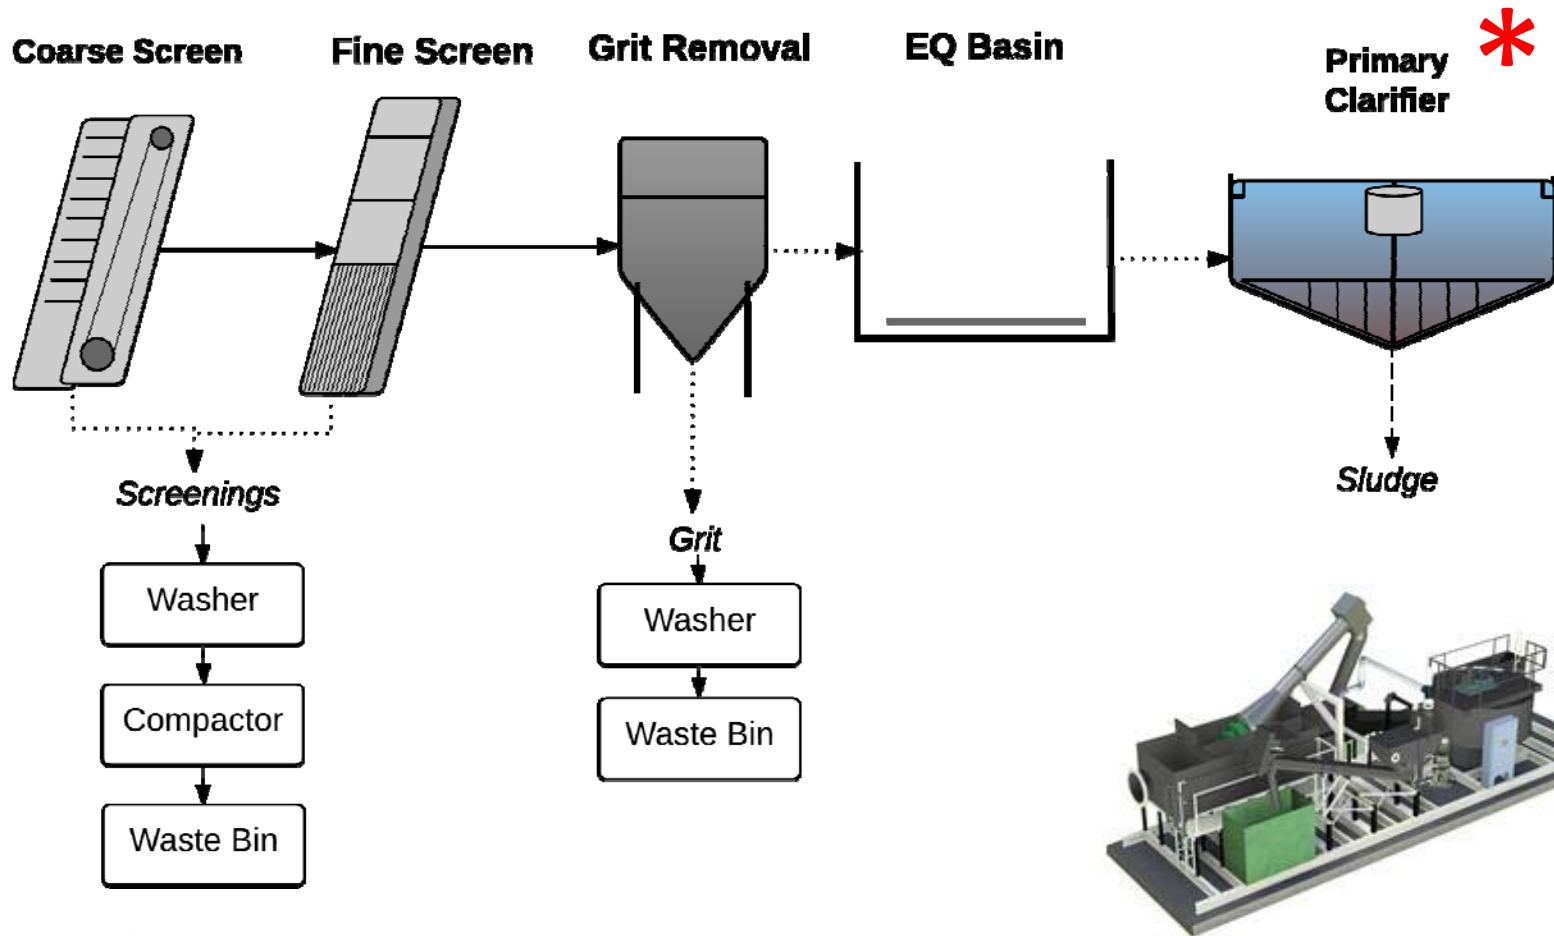 Coarse Screen
Fine Screen
Grit Removal
EQ Basin
Primary
Clarifier *
Screenings
Washer
Compactor
Waste Bin
Grit
Washer
Waste Bin
Sludge